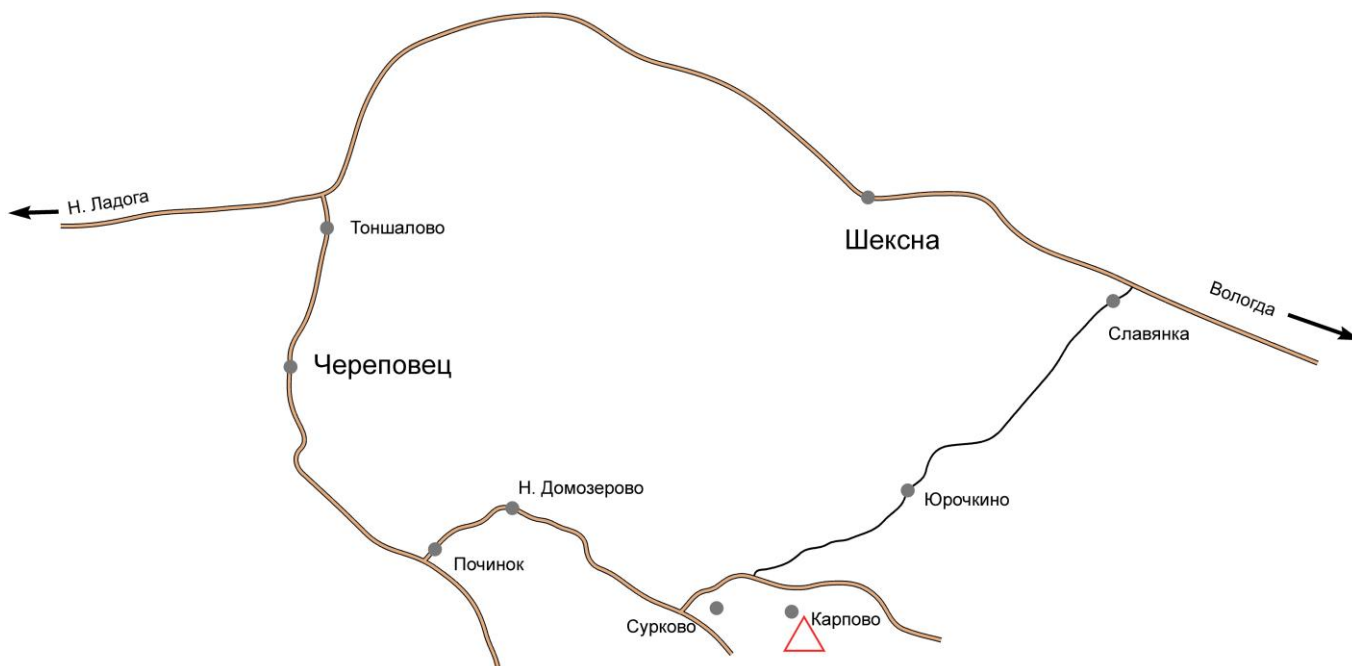 Н. Ладога
Тоншалово
Шексна
Вологда
Славянка
Череповец
Н. Домозерово
Юрочкино
Починок
Сурково
Карпово